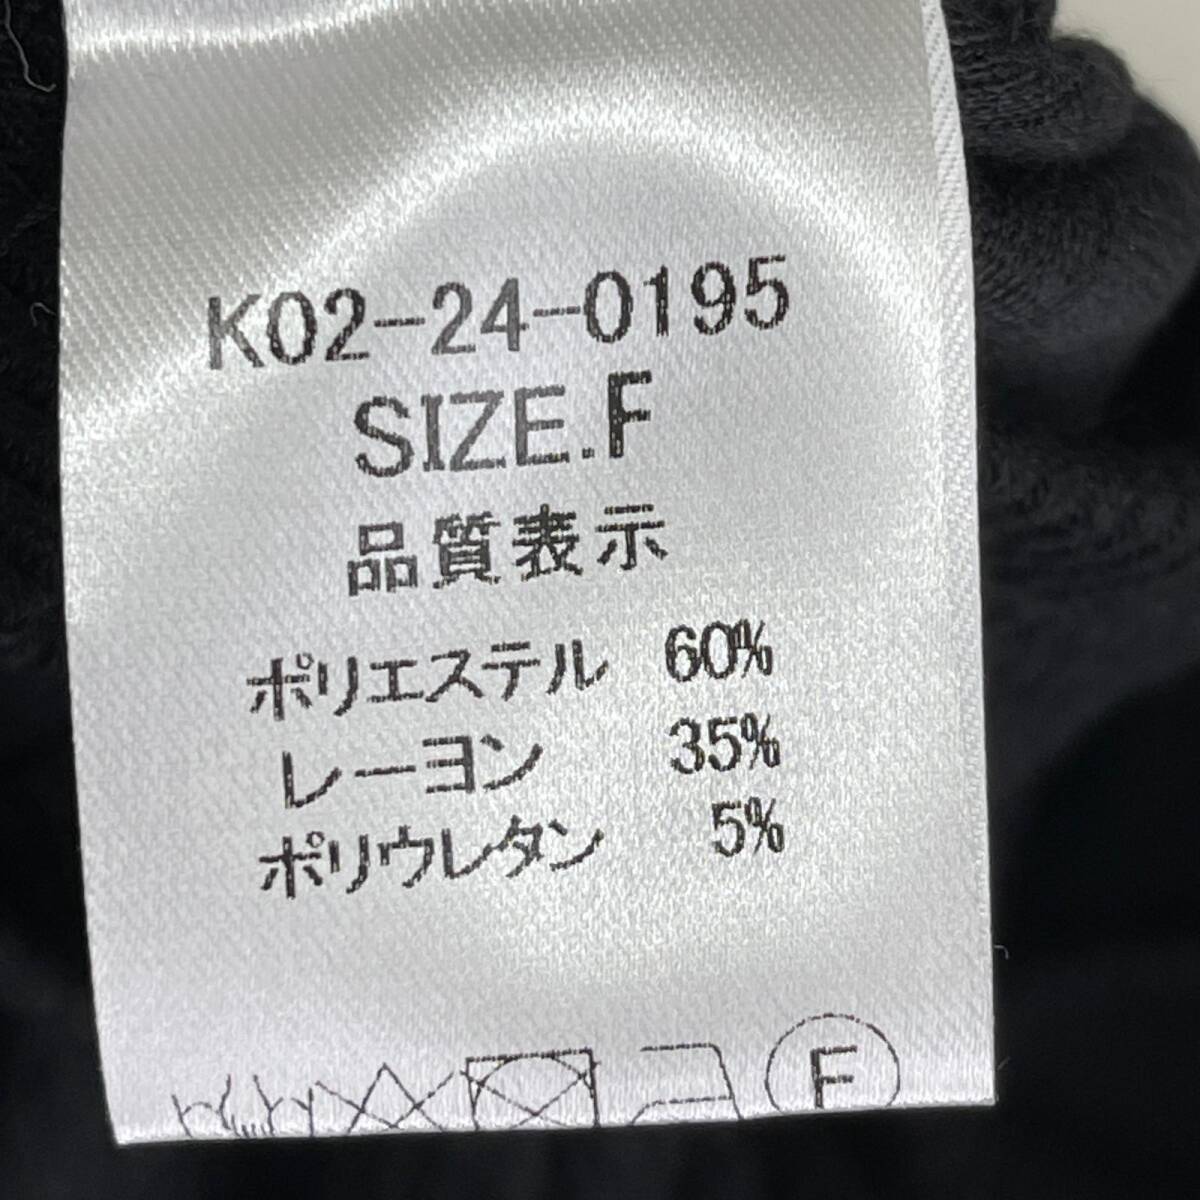 K02-24-0195
SIZE.F
品質表示
ポリエステル 60%
レーヨン 35%
ポリウレタン 5%
F